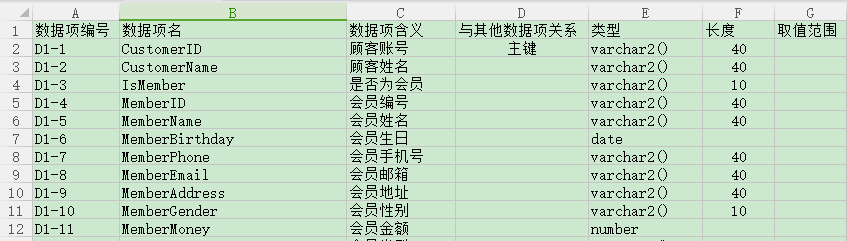 A B C D E F G
1 数据项编号 数据项名 数据项含义 与其他数据项关系 类型 长度 取值范围
2 D1-1 CustomerID 顾客账号 主键 varchar2() 40
3 D1-2 CustomerName 顾客姓名 varchar2() 40
4 D1-3 IsMember 是否为会员 varchar2() 10
5 D1-4 MemberID 会员编号 varchar2() 40
6 D1-5 MemberName 会员姓名 varchar2() 40
7 D1-6 MemberBirthday 会员生日 date
8 D1-7 MemberPhone 会员手机号 varchar2() 40
9 D1-8 MemberEmail 会员邮箱 varchar2() 40
10 D1-9 MemberAddress 会员地址 varchar2() 40
11 D1-10 MemberGender 会员性别 varchar2() 10
12 D1-11 MemberMoney 会员金额 number